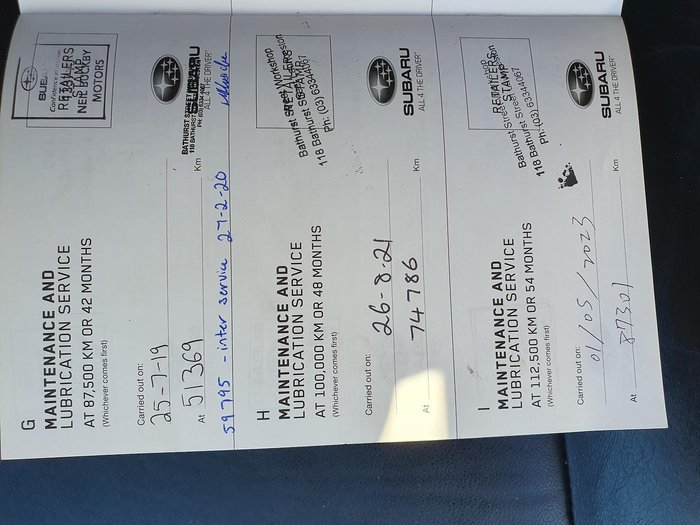 G
MAINTENANCE AND
LUBRICATION SERVICE
AT 87,500 KM OR 42 MONTHS
(Whichever comes first)
RETAILERS
STAMP
NEW BUCKBY
MOTORS
Carried out on:
25-7-19
At 51369 Km
SUBARU
ALL 4 THE DRIVER
59795 - inter service 27-2-20
H
MAINTENANCE AND
LUBRICATION SERVICE
AT 100,000 KM OR 48 MONTHS
(Whichever comes first)
RETAILERS
STAMP
Bathurst Street Workshop
118 Bathurst Street
Ph: (03) 63344067
Carried out on:
26-8-21
At 74786 Km
SUBARU
ALL 4 THE DRIVER
I
MAINTENANCE AND
LUBRICATION SERVICE
AT 112,500 KM OR 54 MONTHS
(Whichever comes first)
RETAILERS
STAMP
Bathurst Street
118 Bathurst Street
Ph: (03) 63344067
Carried out on:
01/05/2023
At 87301 Km
SUBARU
ALL 4 THE DRIVER